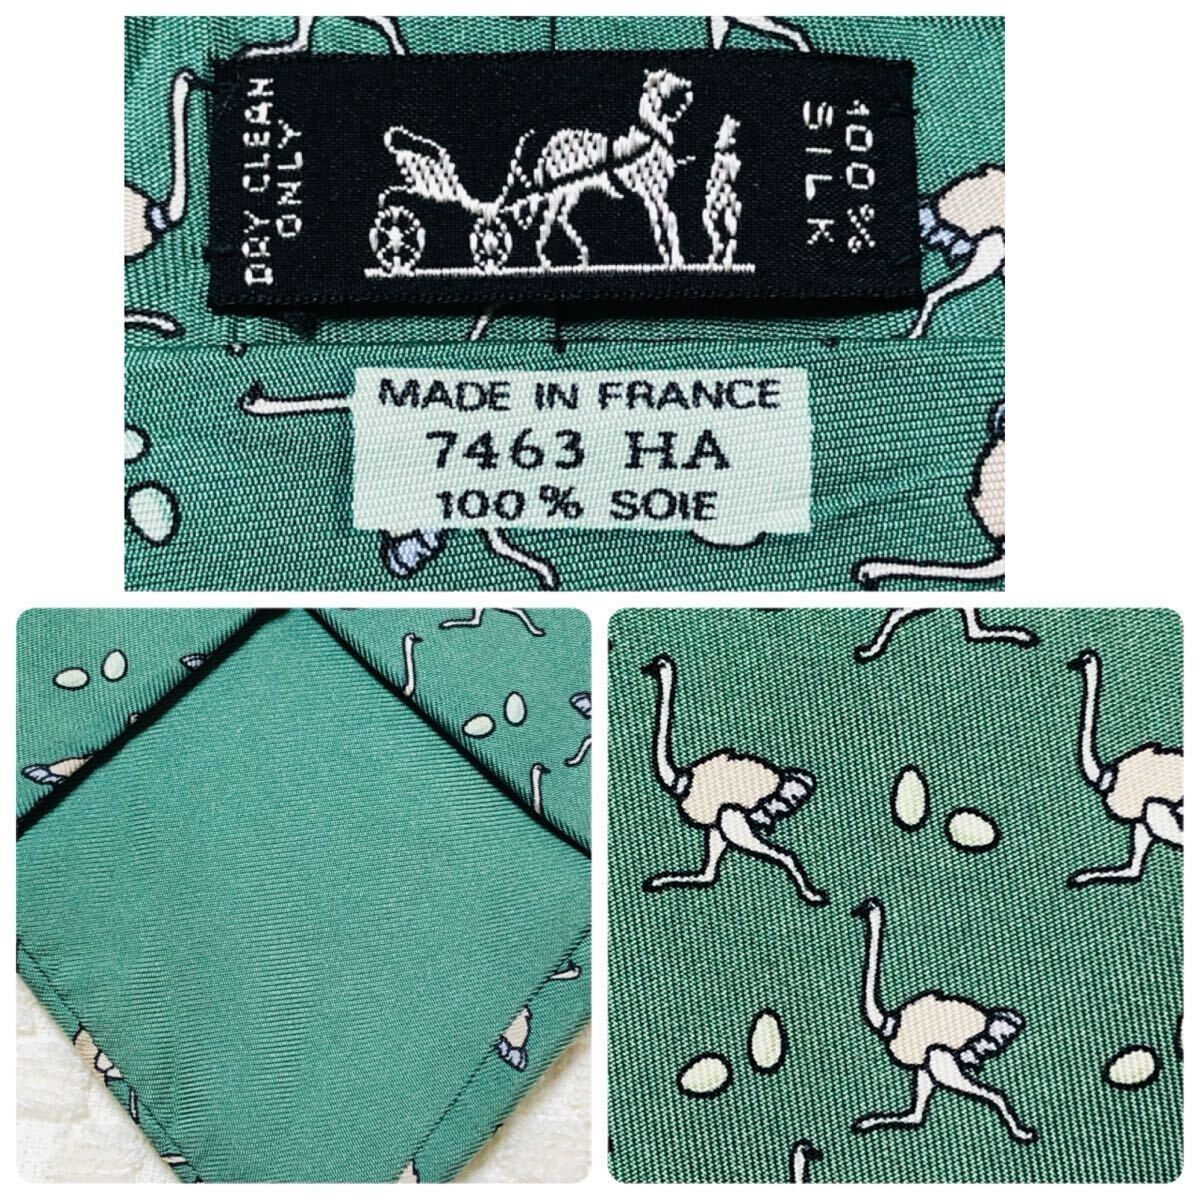 DRY CLEAN
ONLY
100%
SILK
MADE IN FRANCE
7463 HA
100% SOIE